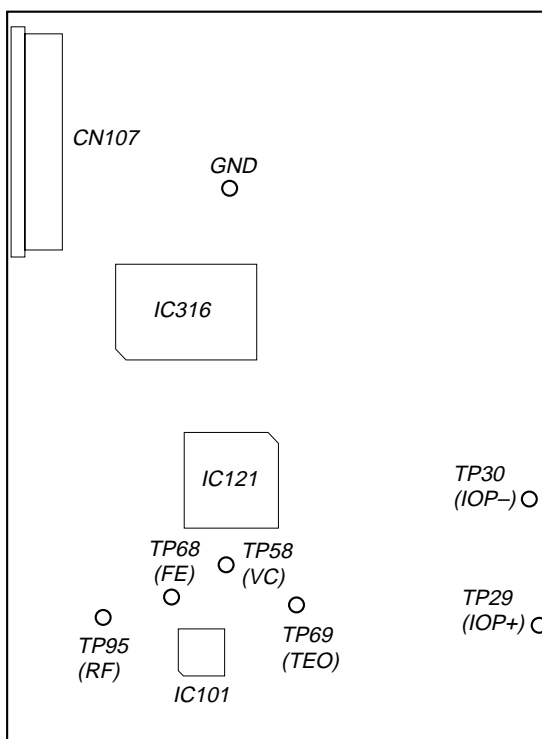 CN107
GND
IC316
IC121
TP30
(IOP–)
TP68
(FE)
TP58
(VC)
TP29
(IOP+)
TP69
(TEO)
TP95
(RF)
IC101